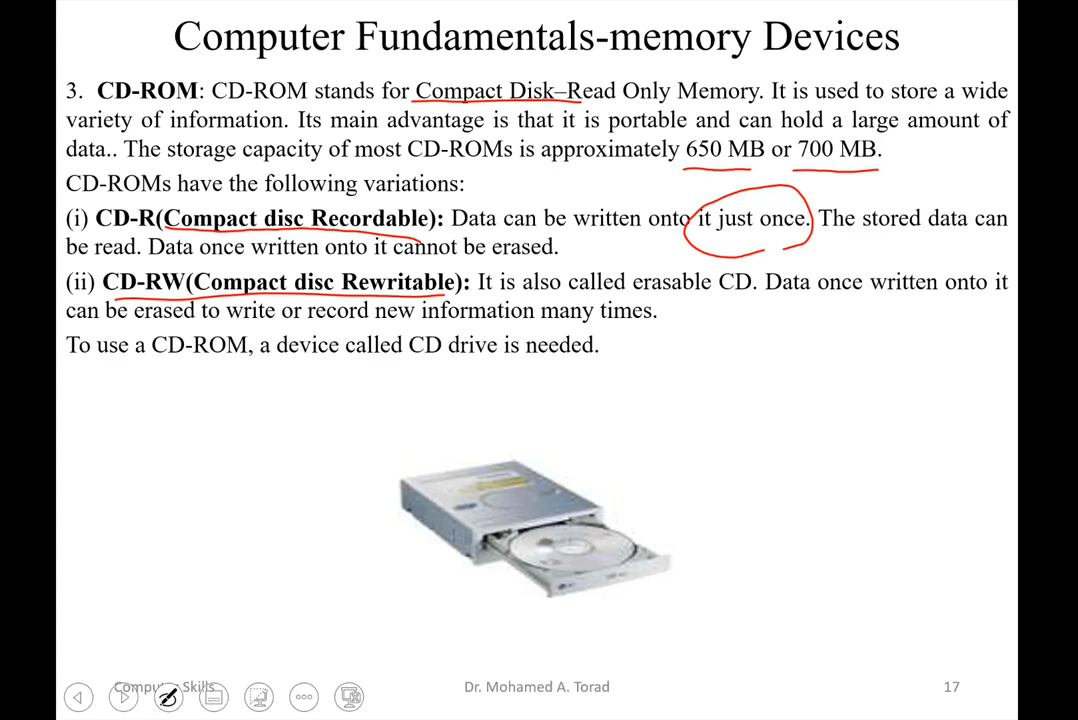 Computer Fundamentals-memory Devices
3. CD-ROM: CD-ROM stands for Compact Disk–Read Only Memory. It is used to store a wide
variety of information. Its main advantage is that it is portable and can hold a large amount of
data.. The storage capacity of most CD-ROMs is approximately 650 MB or 700 MB.
CD-ROMs have the following variations:
(i) CD-R(Compact disc Recordable): Data can be written onto it just once. The stored data can
be read. Data once written onto it cannot be erased.
(ii) CD-RW(Compact disc Rewritable): It is also called erasable CD. Data once written onto it
can be erased to write or record new information many times.
To use a CD-ROM, a device called CD drive is needed.
Computer Skills
Dr. Mohamed A. Torad
17